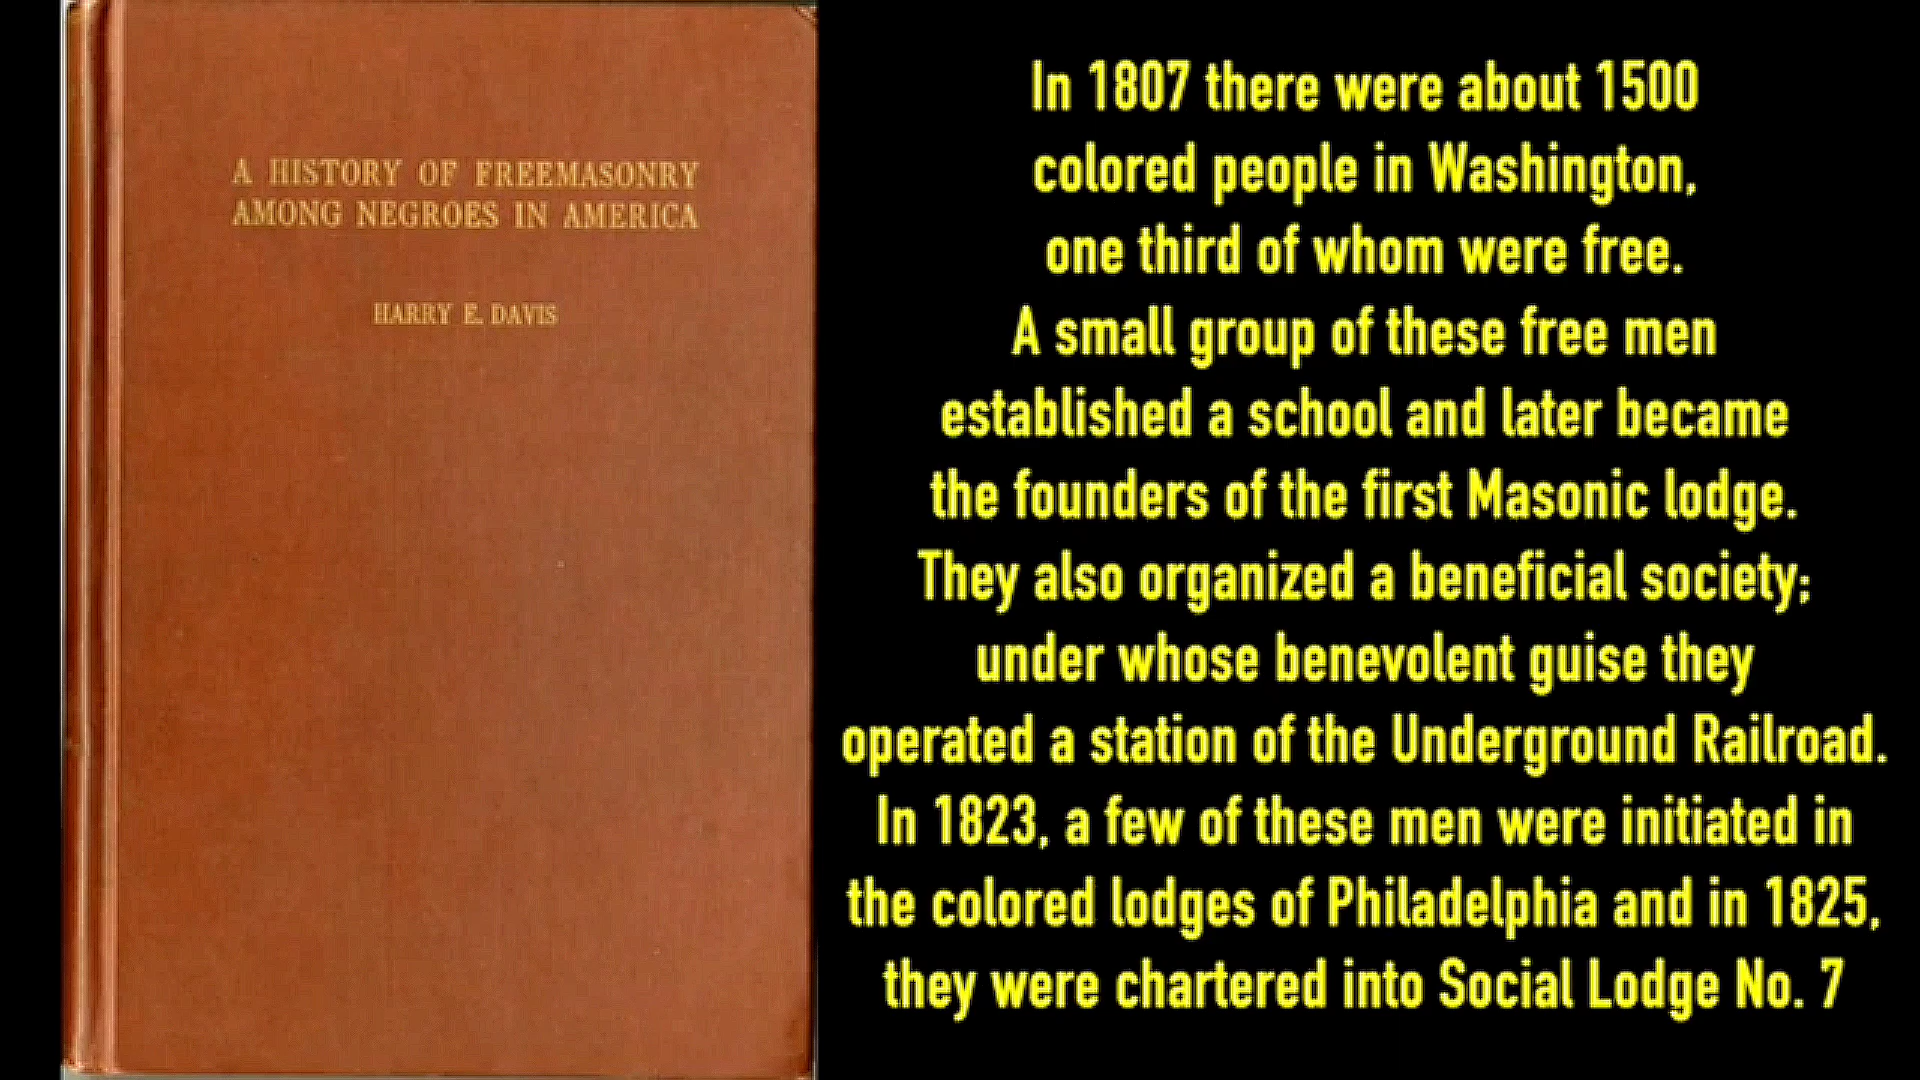 A HISTORY OF FREEMASONRY
AMONG NEGROES IN AMERICA
HARRY E. DAVIS
In 1807 there were about 1500
colored people in Washington,
one third of whom were free.
A small group of these free men
established a school and later became
the founders of the first Masonic lodge.
They also organized a beneficial society;
under whose benevolent guise they
operated a station of the Underground Railroad.
In 1823, a few of these men were initiated in
the colored lodges of Philadelphia and in 1825,
they were chartered into Social Lodge No. 7